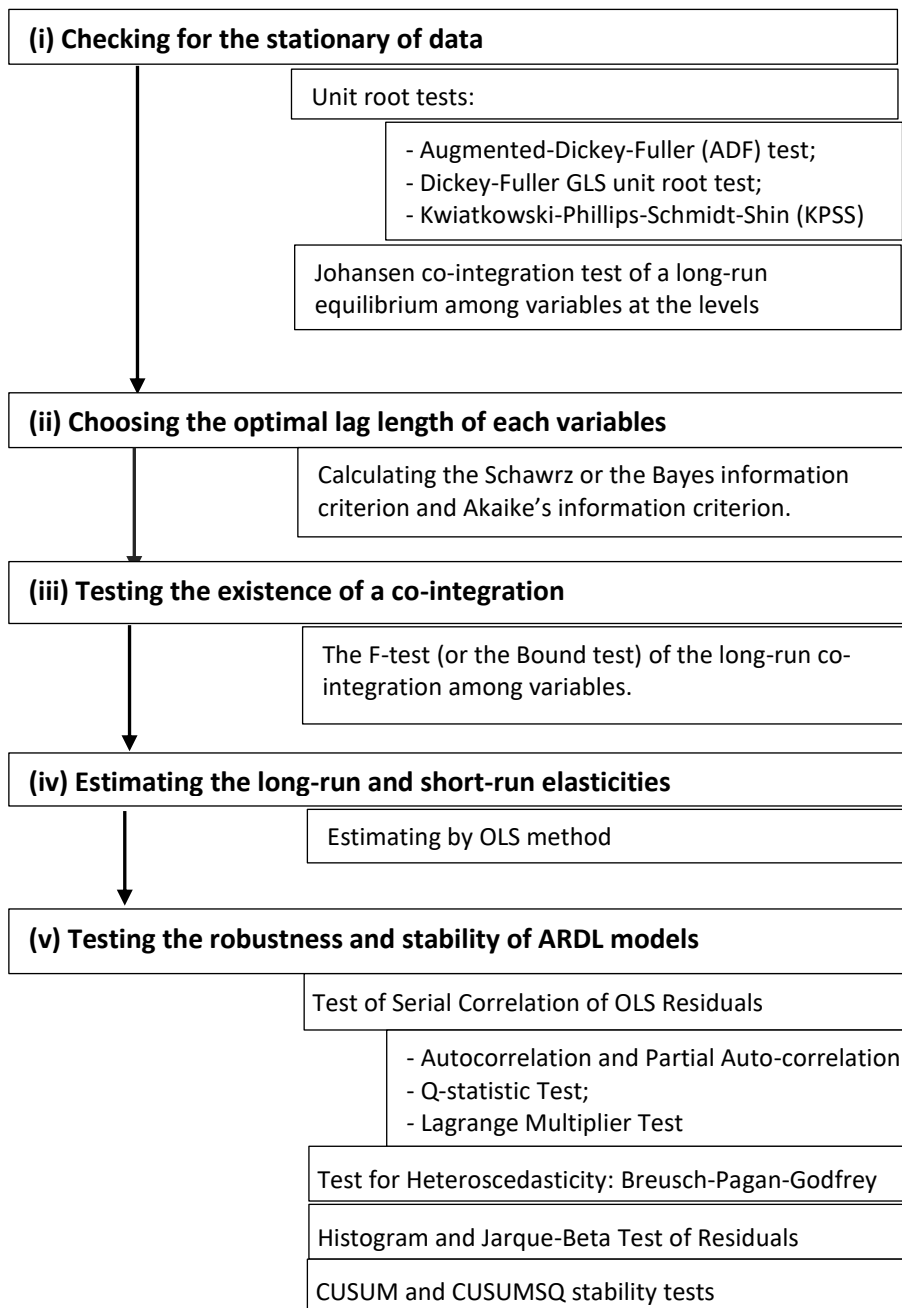 (i) Checking for the stationary of data
Unit root tests:
- Augmented-Dickey-Fuller (ADF) test;
- Dickey-Fuller GLS unit root test;
- Kwiatkowski-Phillips-Schmidt-Shin (KPSS)
Johansen co-integration test of a long-run
equilibrium among variables at the levels
(ii) Choosing the optimal lag length of each variables
Calculating the Schawrz or the Bayes information
criterion and Akaike’s information criterion.
(iii) Testing the existence of a co-integration
The F-test (or the Bound test) of the long-run co-
integration among variables.
(iv) Estimating the long-run and short-run elasticities
Estimating by OLS method
(v) Testing the robustness and stability of ARDL models
Test of Serial Correlation of OLS Residuals
- Autocorrelation and Partial Auto-correlation
- Q-statistic Test;
- Lagrange Multiplier Test
Test for Heteroscedasticity: Breusch-Pagan-Godfrey
Histogram and Jarque-Beta Test of Residuals
CUSUM and CUSUMSQ stability tests